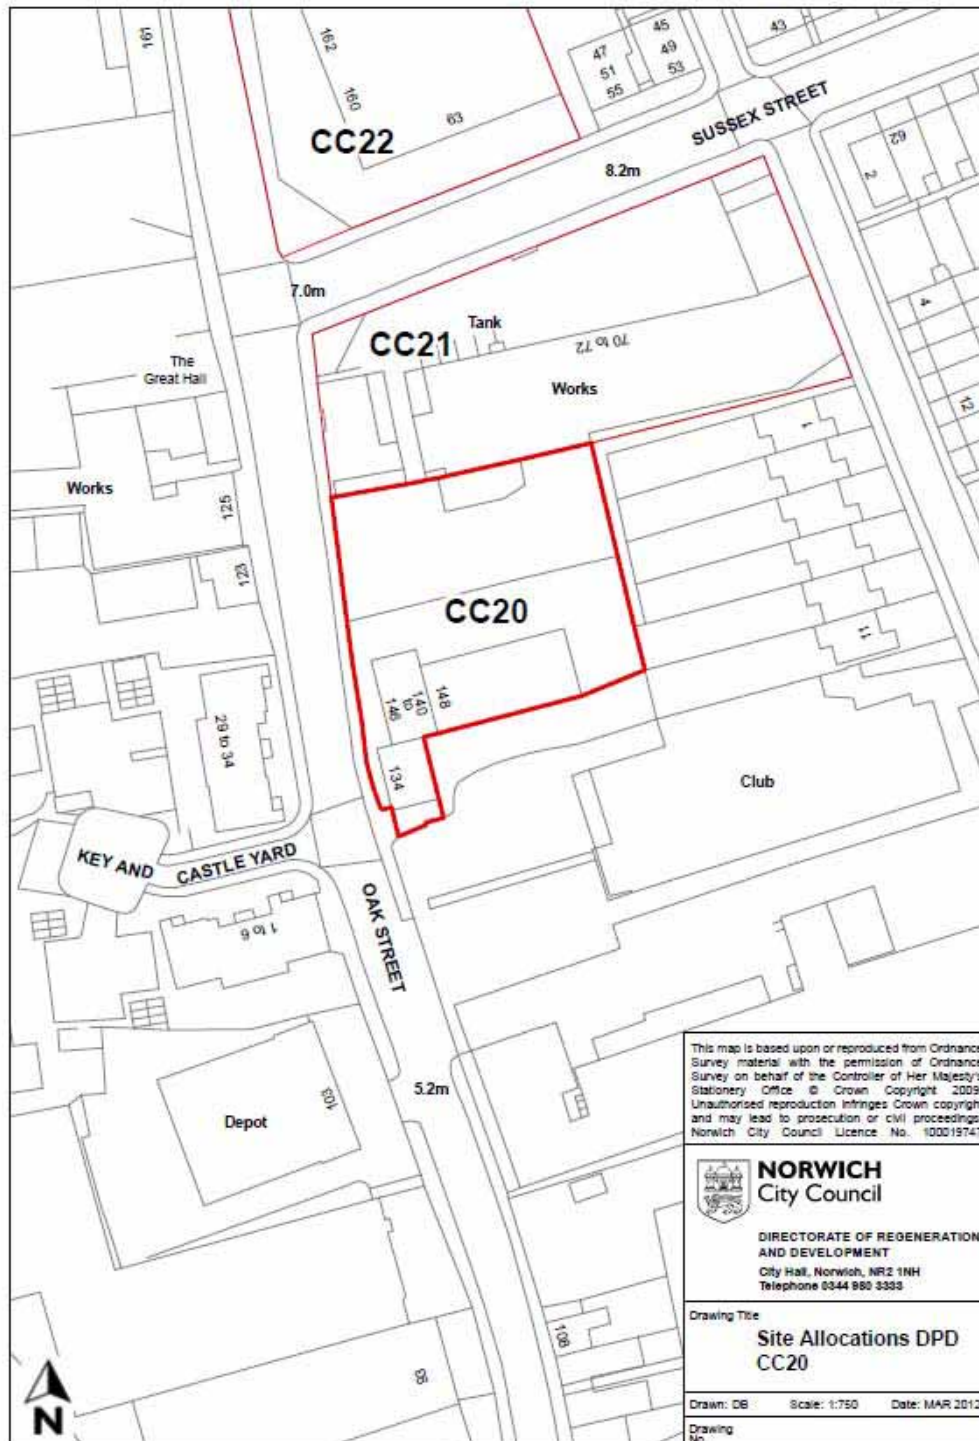 161
162
160
63
CC22
47
51
55
45
49
53
43
SUSSEX STREET
8.2m
62
2
7.0m
CC21
Tank
70 to 72
Works
4
12
The
Great Hall
Works
125
123
1
11
CC20
148
140
to
146
134
29 to 34
Club
KEY AND
CASTLE YARD
OAK STREET
1 to 6
5.2m
103
Depot
108
93
N
This map is based upon or reproduced from Ordnance
Survey material with the permission of Ordnance
Survey on behalf of the Controller of Her Majesty's
Stationery Office © Crown Copyright 2009.
Unauthorised reproduction infringes Crown copyright
and may lead to prosecution or civil proceedings.
Norwich City Council Licence No. 100019747
NORWICH
City Council
DIRECTORATE OF REGENERATION
AND DEVELOPMENT
City Hall, Norwich, NR2 1NH
Telephone 0344 980 3333
Drawing Title
Site Allocations DPD
CC20
Drawn: DB Scale: 1:750 Date: MAR 2012
Drawing
No.